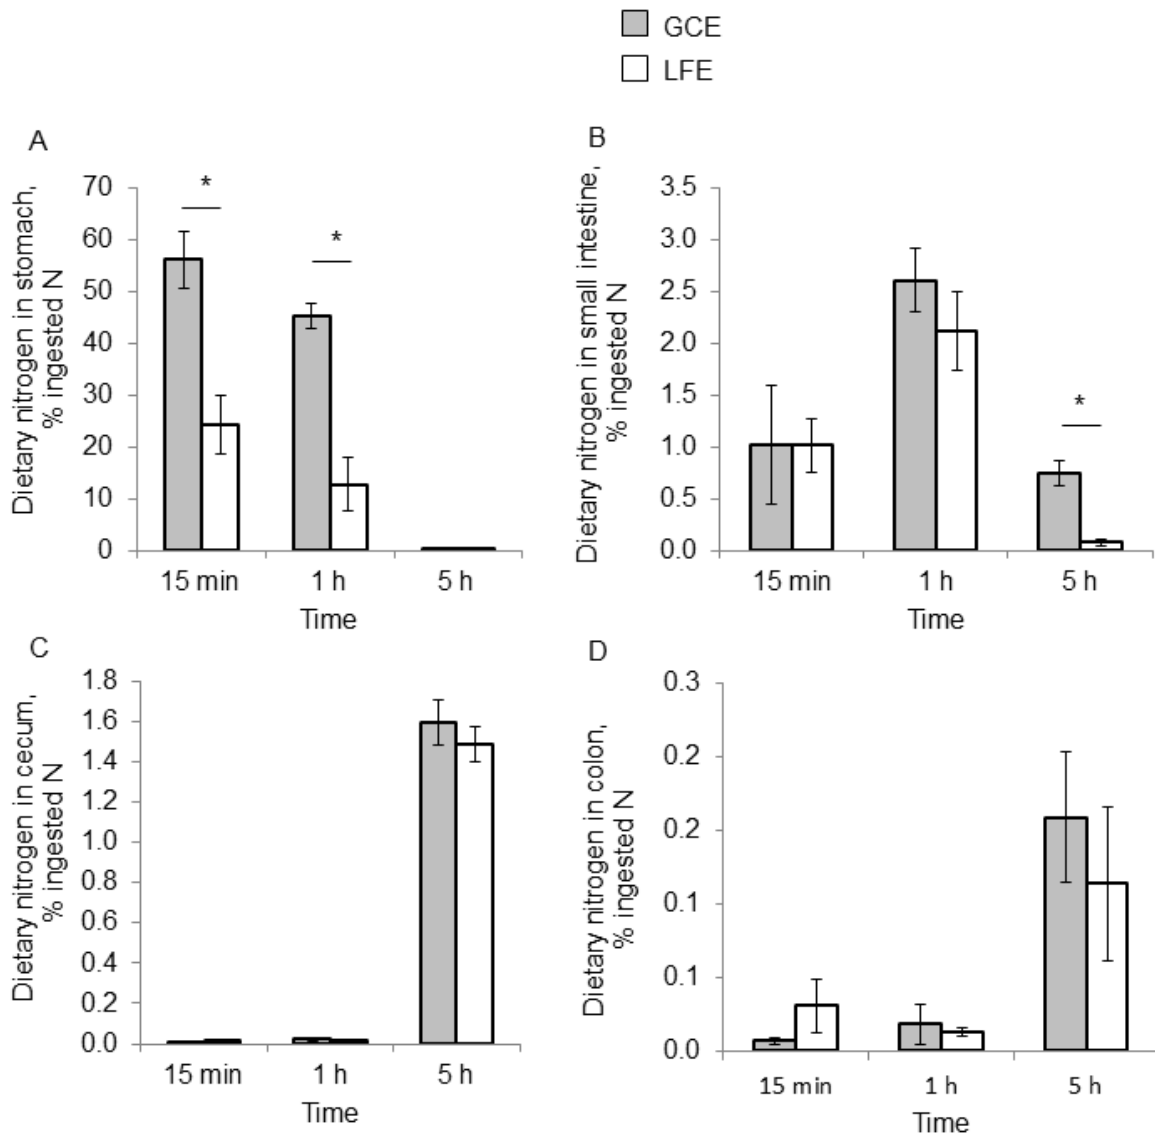 GCE
LFE
A
Dietary nitrogen in stomach,
% ingested N
70
60
50
40
30
20
10
0
*
*
15 min 1 h 5 h
Time
B
Dietary nitrogen in small intestine,
% ingested N
3.5
3.0
2.5
2.0
1.5
1.0
0.5
0.0
*
15 min 1 h 5 h
Time
C
Dietary nitrogen in cecum,
% ingested N
1.8
1.6
1.4
1.2
1.0
0.8
0.6
0.4
0.2
0.0
15 min 1 h 5 h
Time
D
Dietary nitrogen in colon,
% ingested N
0.3
0.2
0.2
0.1
0.1
0.0
15 min 1 h 5 h
Time